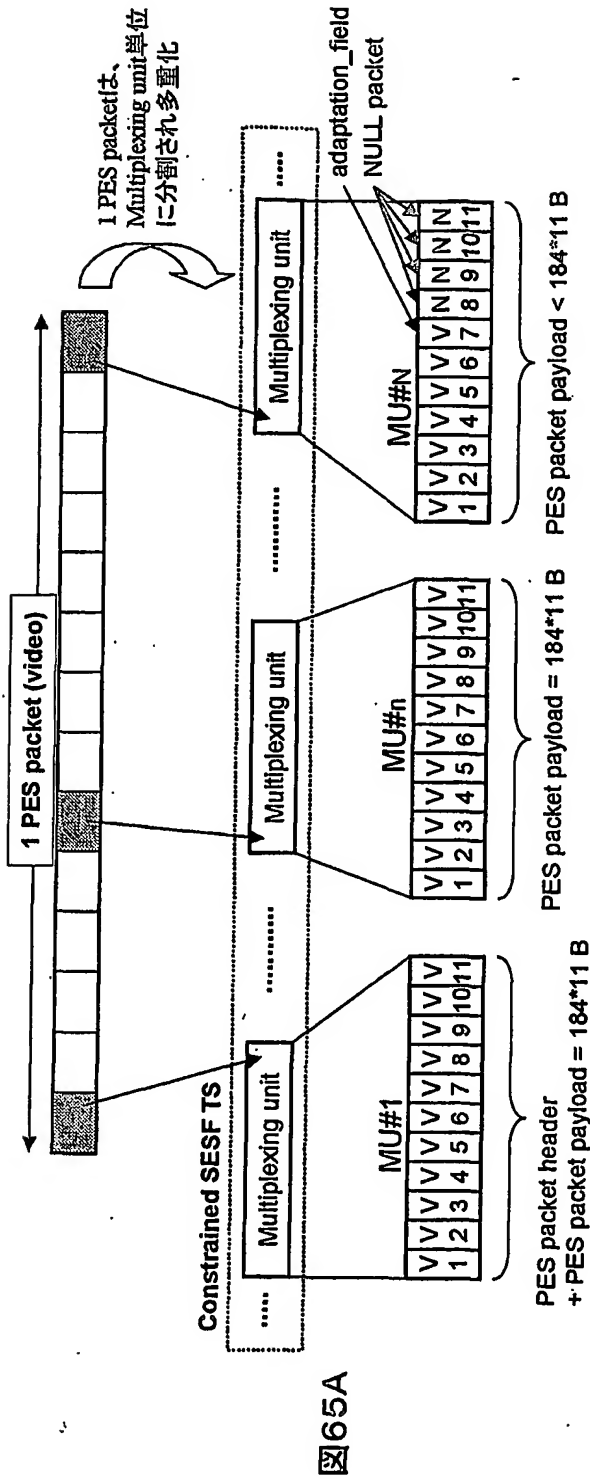 図65A
1 PES packet (video)
1 PES packetは、
Multiplexing unit単位
に分割され多重化
Constrained SESF TS
..... Multiplexing unit ........... Multiplexing unit ........... Multiplexing unit .....
adaptation_field
NULL packet
MU#1
V V V V V V V V V V V
1 2 3 4 5 6 7 8 9 10 11
PES packet header
+ PES packet payload = 184*11 B
MU#n
V V V V V V V V V V V
1 2 3 4 5 6 7 8 9 10 11
PES packet payload = 184*11 B
MU#N
V V V V V V V N N N N
1 2 3 4 5 6 7 8 9 10 11
PES packet payload < 184*11 B